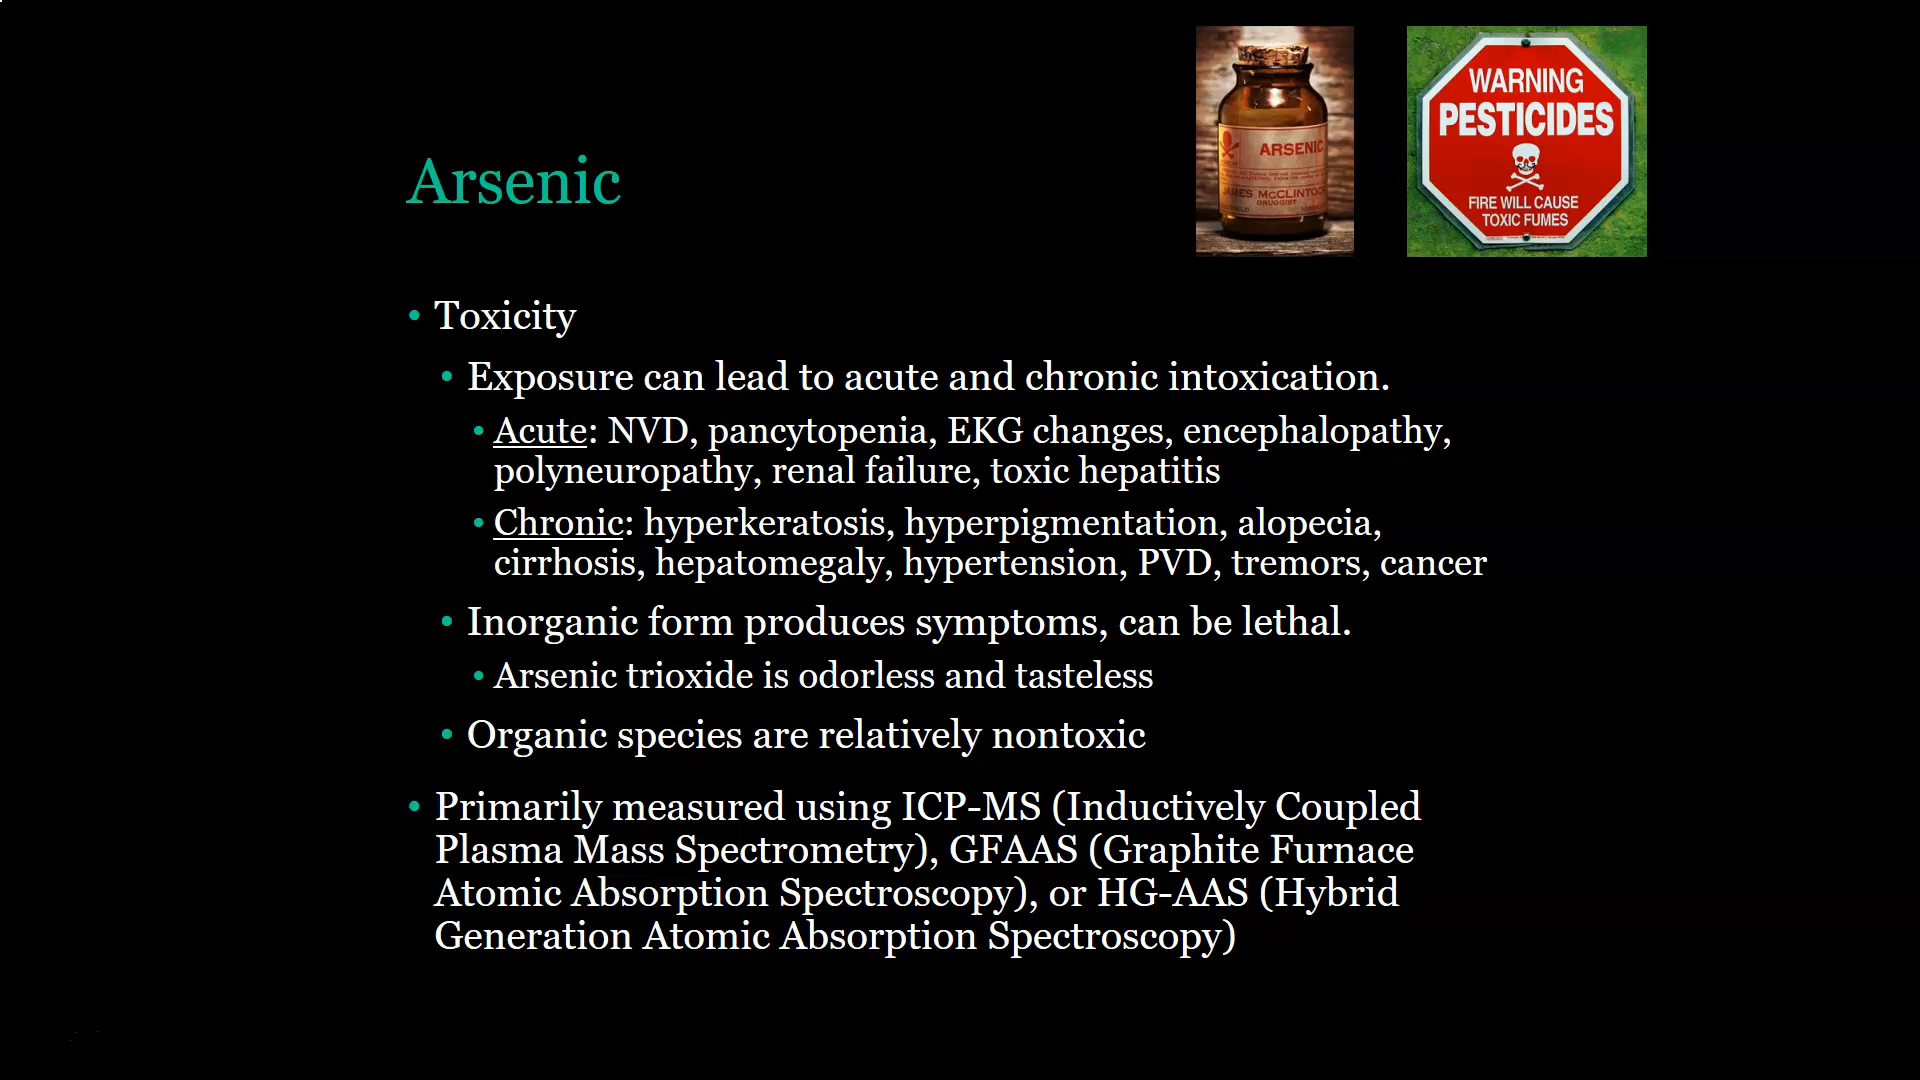 ARSENIC
JAMES McCLINTOCK
DRUGGIST
WARNING
PESTICIDES
FIRE WILL CAUSE
TOXIC FUMES
Arsenic
• Toxicity
• Exposure can lead to acute and chronic intoxication.
• Acute: NVD, pancytopenia, EKG changes, encephalopathy,
polyneuropathy, renal failure, toxic hepatitis
• Chronic: hyperkeratosis, hyperpigmentation, alopecia,
cirrhosis, hepatomegaly, hypertension, PVD, tremors, cancer
• Inorganic form produces symptoms, can be lethal.
• Arsenic trioxide is odorless and tasteless
• Organic species are relatively nontoxic
• Primarily measured using ICP-MS (Inductively Coupled
Plasma Mass Spectrometry), GFAAS (Graphite Furnace
Atomic Absorption Spectroscopy), or HG-AAS (Hybrid
Generation Atomic Absorption Spectroscopy)